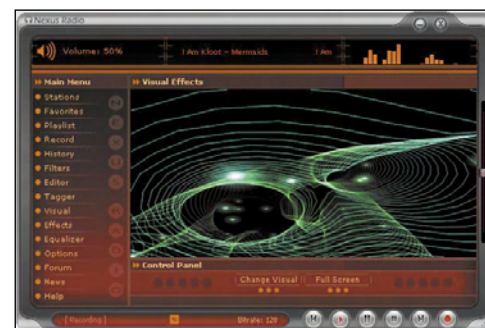 Nexus Radio
Volume: 50%
I Am Kloot - Mermaids
I Am
Main Menu
Visual Effects
Stations
Favorites
Playlist
Record
History
Filters
Editor
Tagger
Visual
Effects
Equalizer
Options
Forum
News
Help
Control Panel
Change Visual
Full Screen
[Recording]
Bitrate: 128